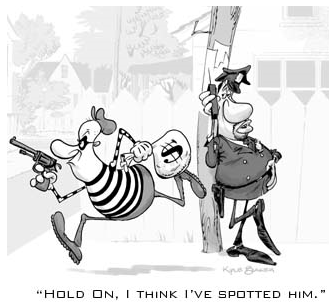 $
“Hold On, I think I’ve spotted him.”